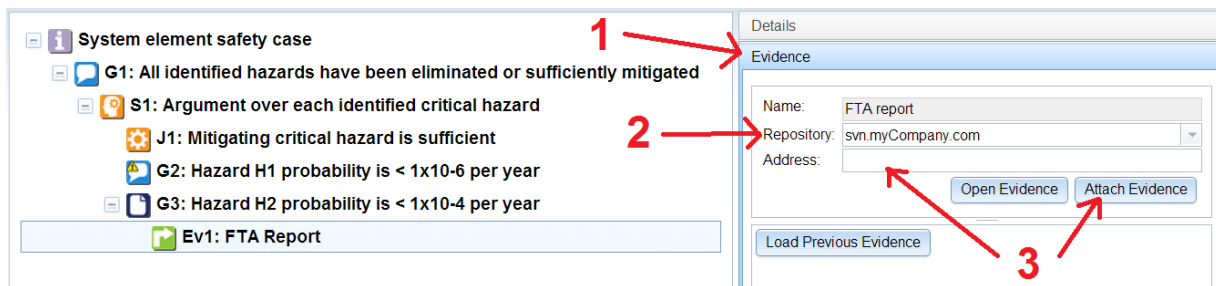 System element safety case
G1: All identified hazards have been eliminated or sufficiently mitigated
S1: Argument over each identified critical hazard
J1: Mitigating critical hazard is sufficient
G2: Hazard H1 probability is < 1x10-6 per year
G3: Hazard H2 probability is < 1x10-4 per year
Ev1: FTA Report
1
2
3
Details
Evidence
Name: FTA report
Repository: svn.myCompany.com
Address:
Open Evidence Attach Evidence
Load Previous Evidence